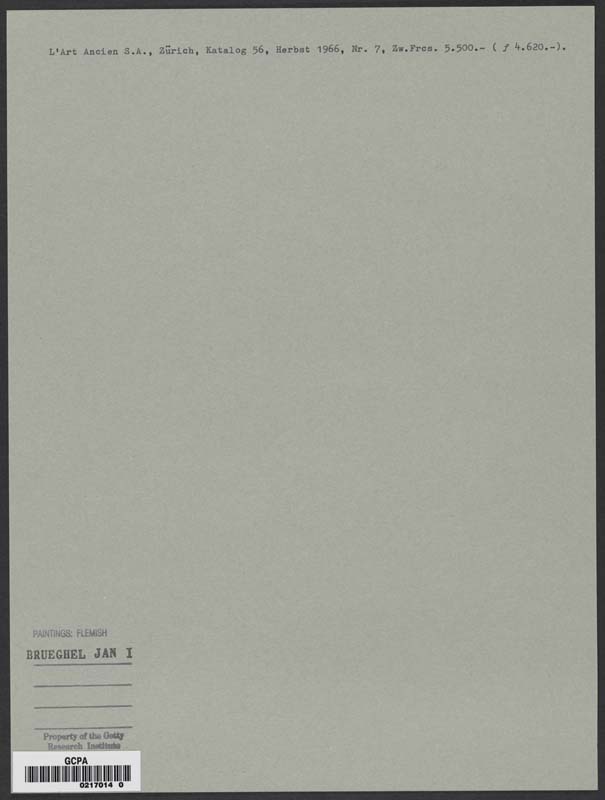 L'Art Ancien S.A., Zürich, Katalog 56, Herbst 1966, Nr. 7, Zw.Frcs. 5.500.- ( ƒ 4.620.-).
PAINTINGS: FLEMISH
BRUEGHEL JAN I
Property of the Getty
Research Institute
GCPA
0217014 0